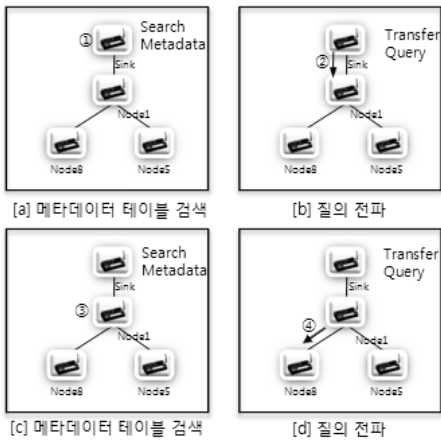 ① Search
Metadata
Sink
Node1
Node8 Node5
[a] 메타데이터 테이블 검색
Transfer
Query
②
Sink
Node1
Node8 Node5
[b] 질의 전파
Search
Metadata
Sink
③
Node1
Node8 Node5
[c] 메타데이터 테이블 검색
Transfer
Query
Sink
④
Node1
Node8 Node5
[d] 질의 전파